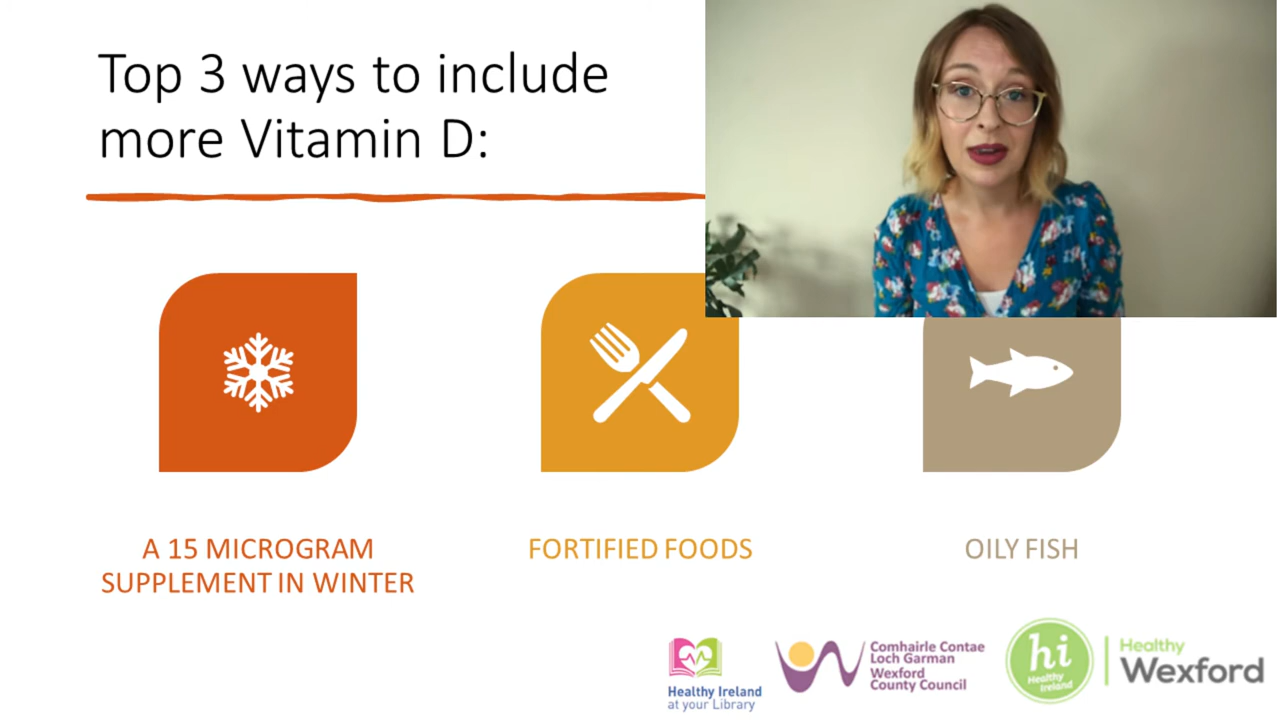 Top 3 ways to include
more Vitamin D:
A 15 MICROGRAM
SUPPLEMENT IN WINTER
FORTIFIED FOODS
OILY FISH
Healthy Ireland
at your Library
Comhairle Contae
Loch Garman
Wexford
County Council
hi
Healthy
Ireland
Healthy
Wexford